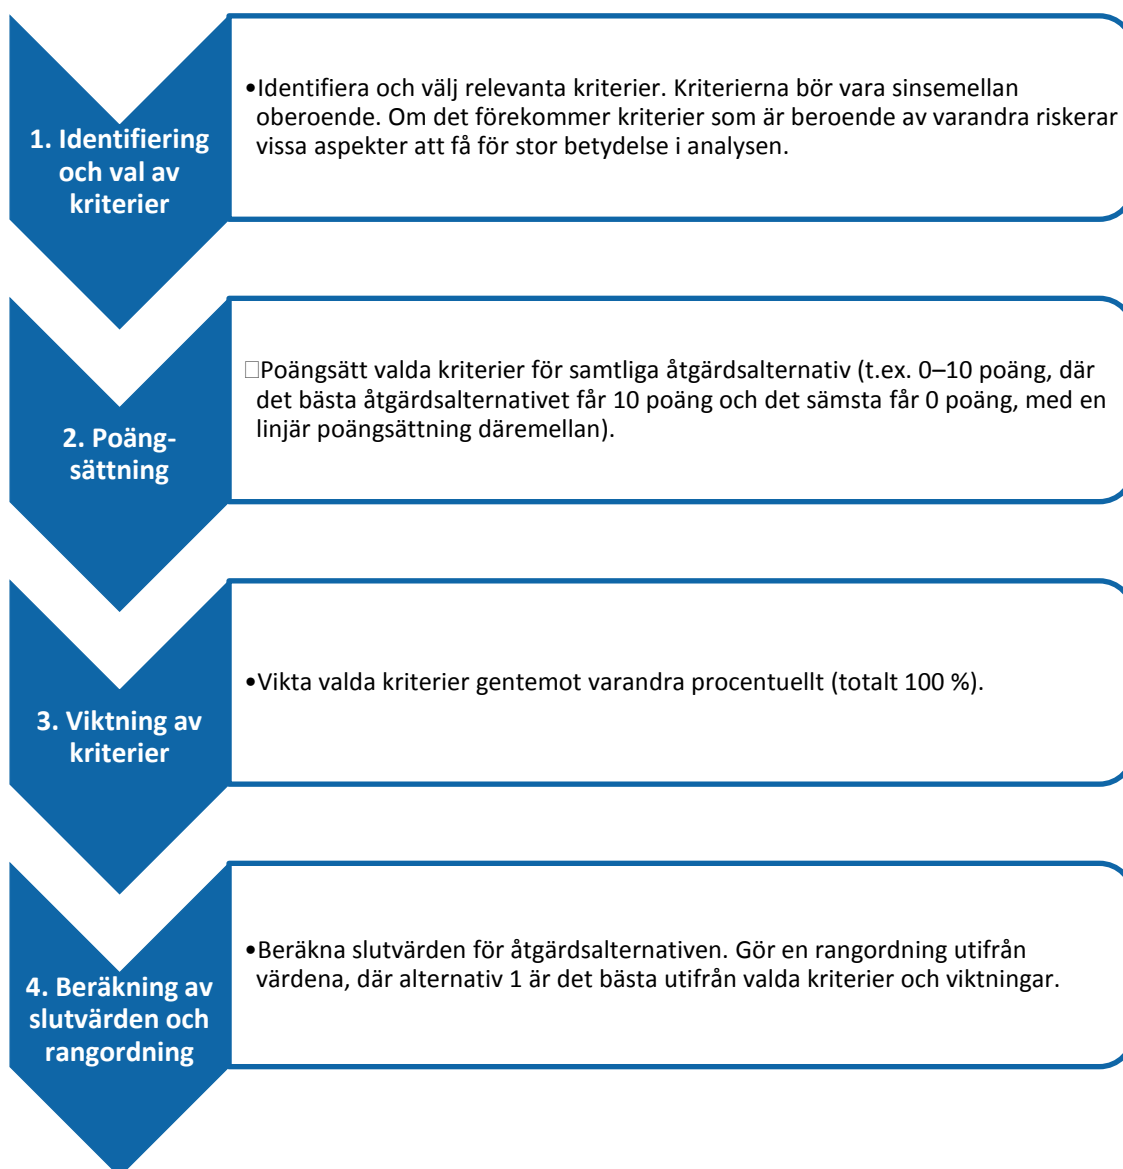 1. Identifiering
och val av
kriterier
•Identifiera och välj relevanta kriterier. Kriterierna bör vara sinsemellan
oberoende. Om det förekommer kriterier som är beroende av varandra riskerar
vissa aspekter att få för stor betydelse i analysen.
2. Poäng-
sättning
□Poängsätt valda kriterier för samtliga åtgärdsalternativ (t.ex. 0–10 poäng, där
det bästa åtgärdsalternativet får 10 poäng och det sämsta får 0 poäng, med en
linjär poängsättning däremellan).
3. Viktning av
kriterier
•Vikta valda kriterier gentemot varandra procentuellt (totalt 100 %).
4. Beräkning av
slutvärden och
rangordning
•Beräkna slutvärden för åtgärdsalternativen. Gör en rangordning utifrån
värdena, där alternativ 1 är det bästa utifrån valda kriterier och viktningar.